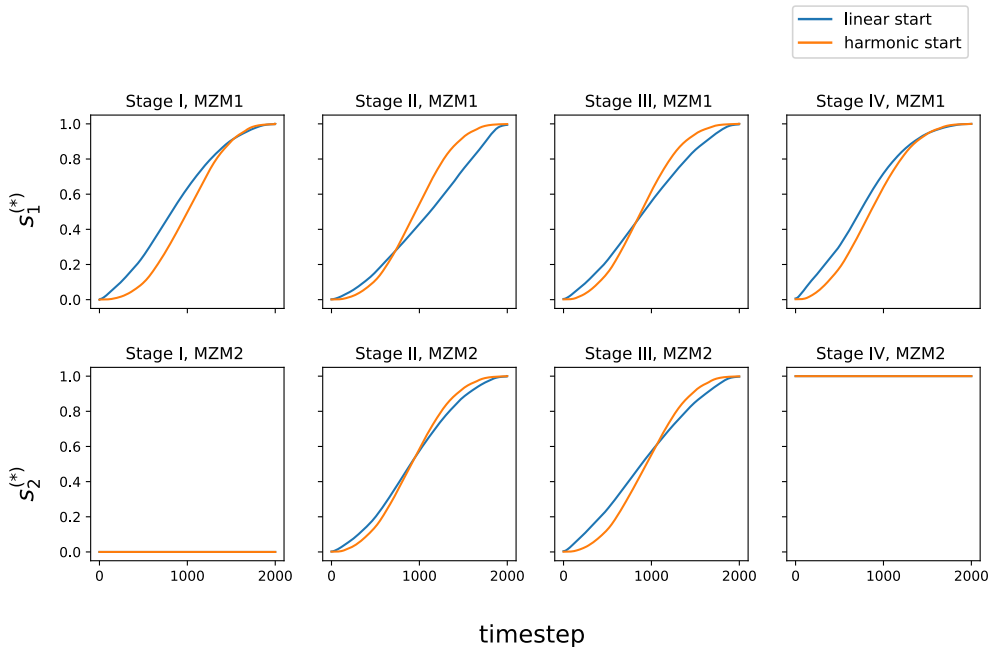 linear start
harmonic start
Stage I, MZM1
Stage II, MZM1
Stage III, MZM1
Stage IV, MZM1
1.0
0.8
0.6
0.4
0.2
0.0
s₁⁽*⁾
Stage I, MZM2
Stage II, MZM2
Stage III, MZM2
Stage IV, MZM2
1.0
0.8
0.6
0.4
0.2
0.0
s₂⁽*⁾
0 1000 2000
0 1000 2000
0 1000 2000
0 1000 2000
timestep